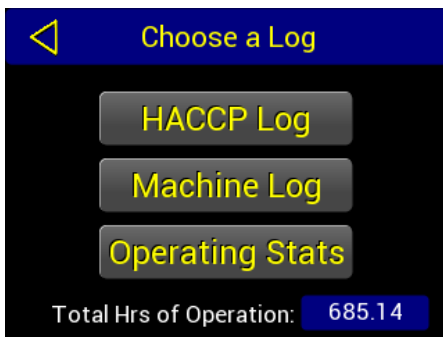 Choose a Log
HACCP Log
Machine Log
Operating Stats
Total Hrs of Operation: 685.14